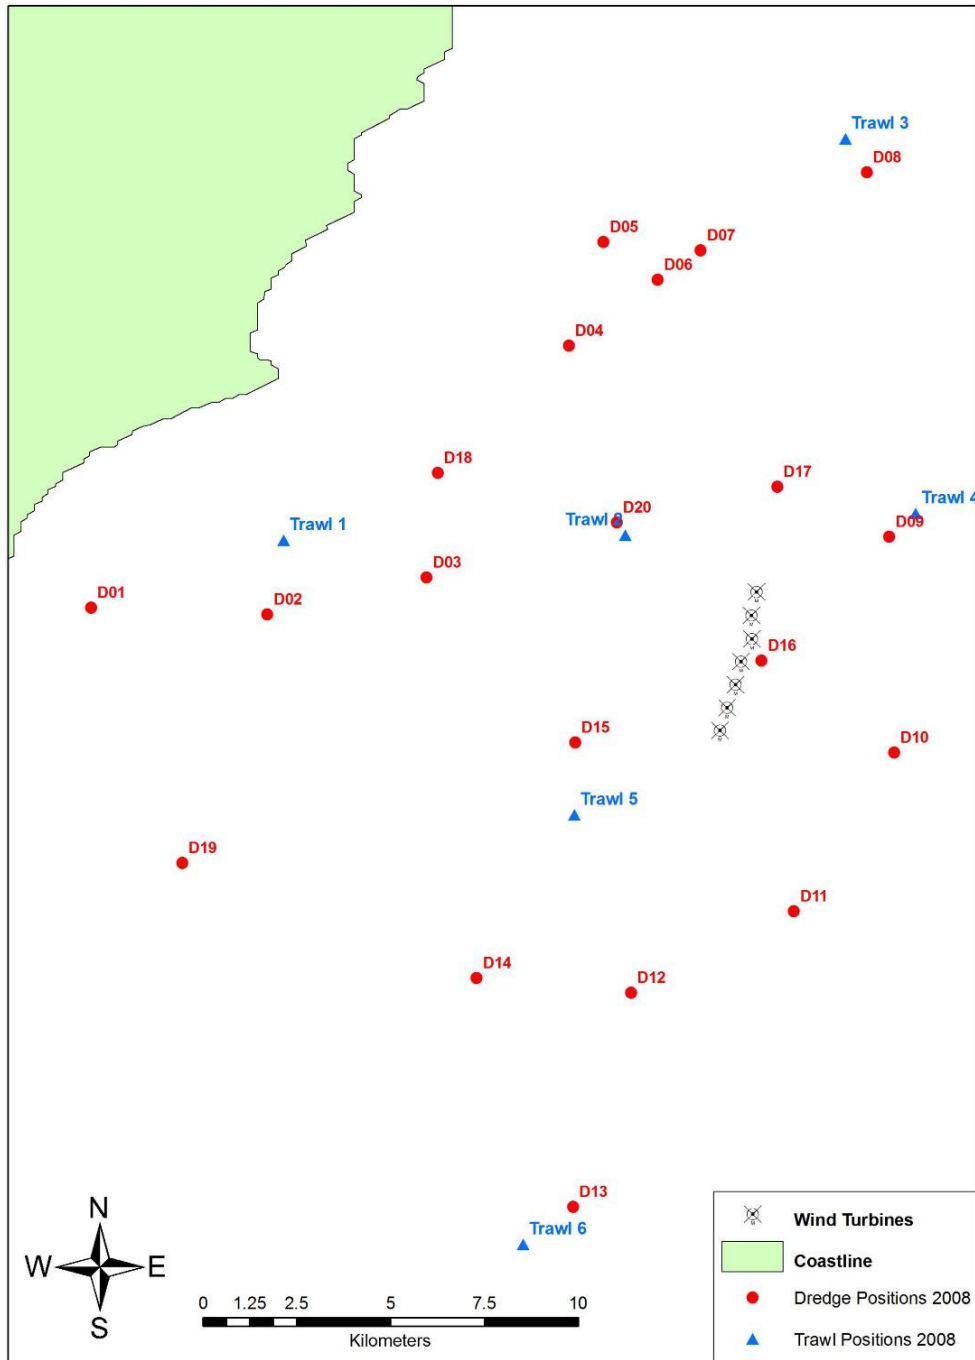 Trawl 3
D08
D05
D07
D06
D04
D18
D17
Trawl 4
D20
Trawl 2
Trawl 1
D09
D03
D01
D02
D16
D15
D10
Trawl 5
D19
D11
D14
D12
D13
Trawl 6
N
W E
S
0 1.25 2.5 5 7.5 10
Kilometers
Wind Turbines
Coastline
Dredge Positions 2008
Trawl Positions 2008